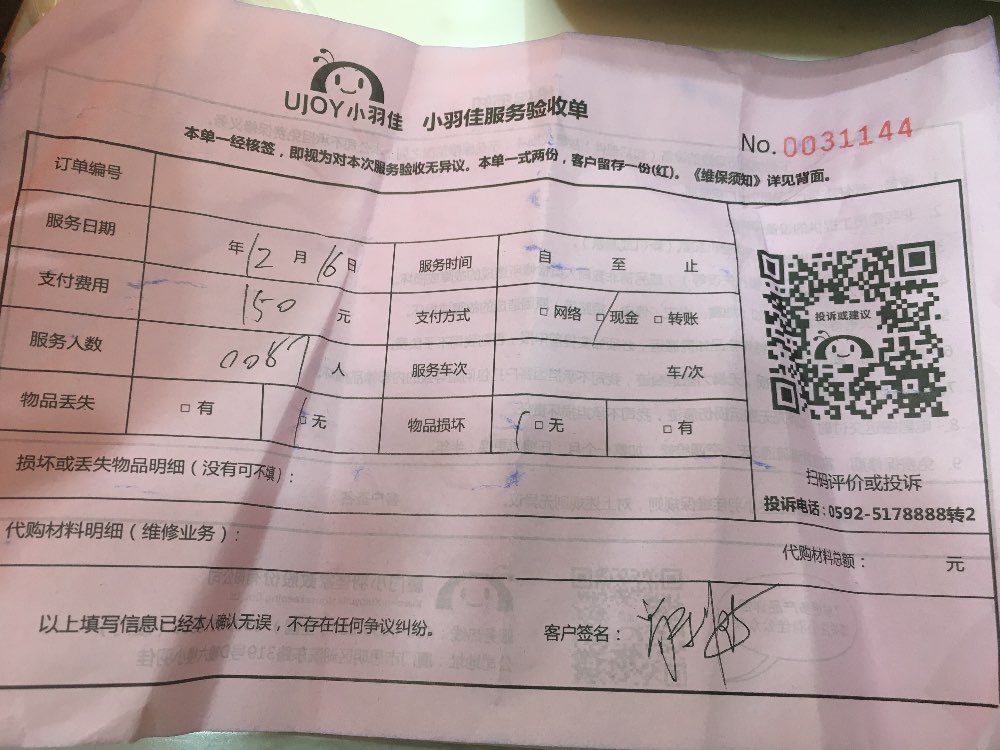 UJOY小羽佳 小羽佳服务验收单
No. 0031144
本单一经核签，即视为对本次服务验收无异议。本单一式两份，客户留存一份(红)。《维保须知》详见背面。
订单编号
服务日期 年12月16日 服务时间 自 至 止
支付费用 150 元 支付方式 □ 网络 □ 现金 □ 转账
服务人数 0087 人 服务车次 车/次
物品丢失 □ 有 □ 无 物品损坏 □ 无 □ 有
投诉或建议
扫码评价或投诉
投诉电话：0592-5178888转2
损坏或丢失物品明细（没有可不填）：
代购材料明细（维修业务）：
代购材料总额： 元
以上填写信息已经本人确认无误，不存在任何争议纠纷。 客户签名：